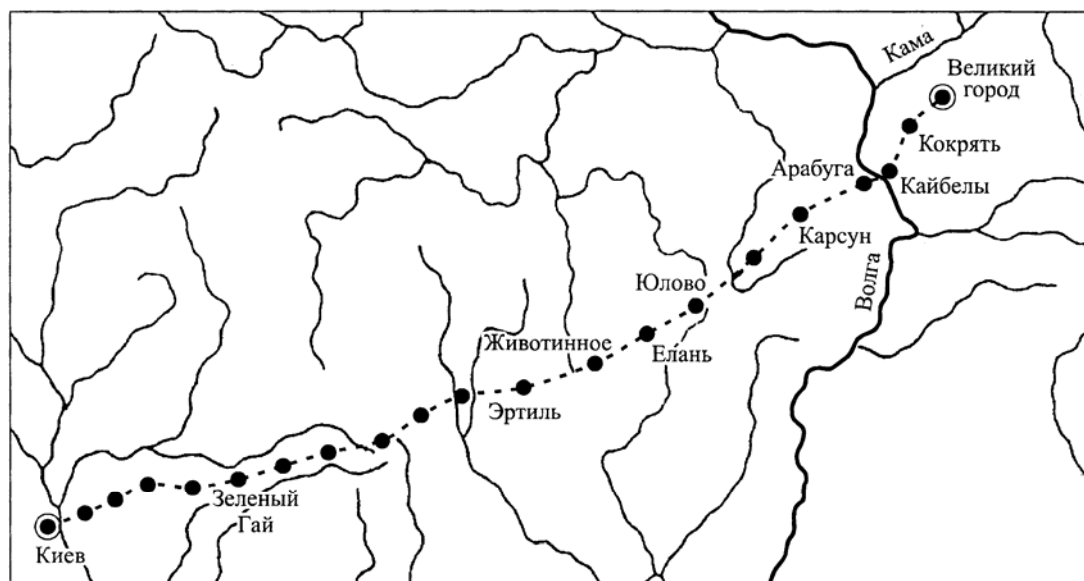 Кама
Великий
город
Кокрять
Арабуга
Кайбелы
Карсун
Волга
Юлово
Елань
Животинное
Эртиль
Зеленый
Гай
Киев